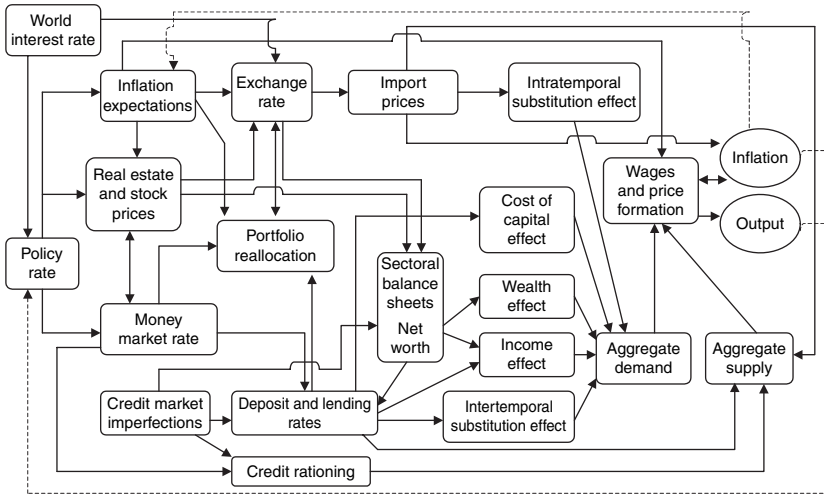 World
interest rate
Inflation
expectations
Exchange
rate
Import
prices
Intratemporal
substitution effect
Inflation
Real estate
and stock
prices
Wages
and price
formation
Cost of
capital
effect
Output
Portfolio
reallocation
Policy
rate
Sectoral
balance
sheets
Net
worth
Wealth
effect
Money
market rate
Income
effect
Aggregate
demand
Aggregate
supply
Credit market
imperfections
Deposit and lending
rates
Intertemporal
substitution effect
Credit rationing